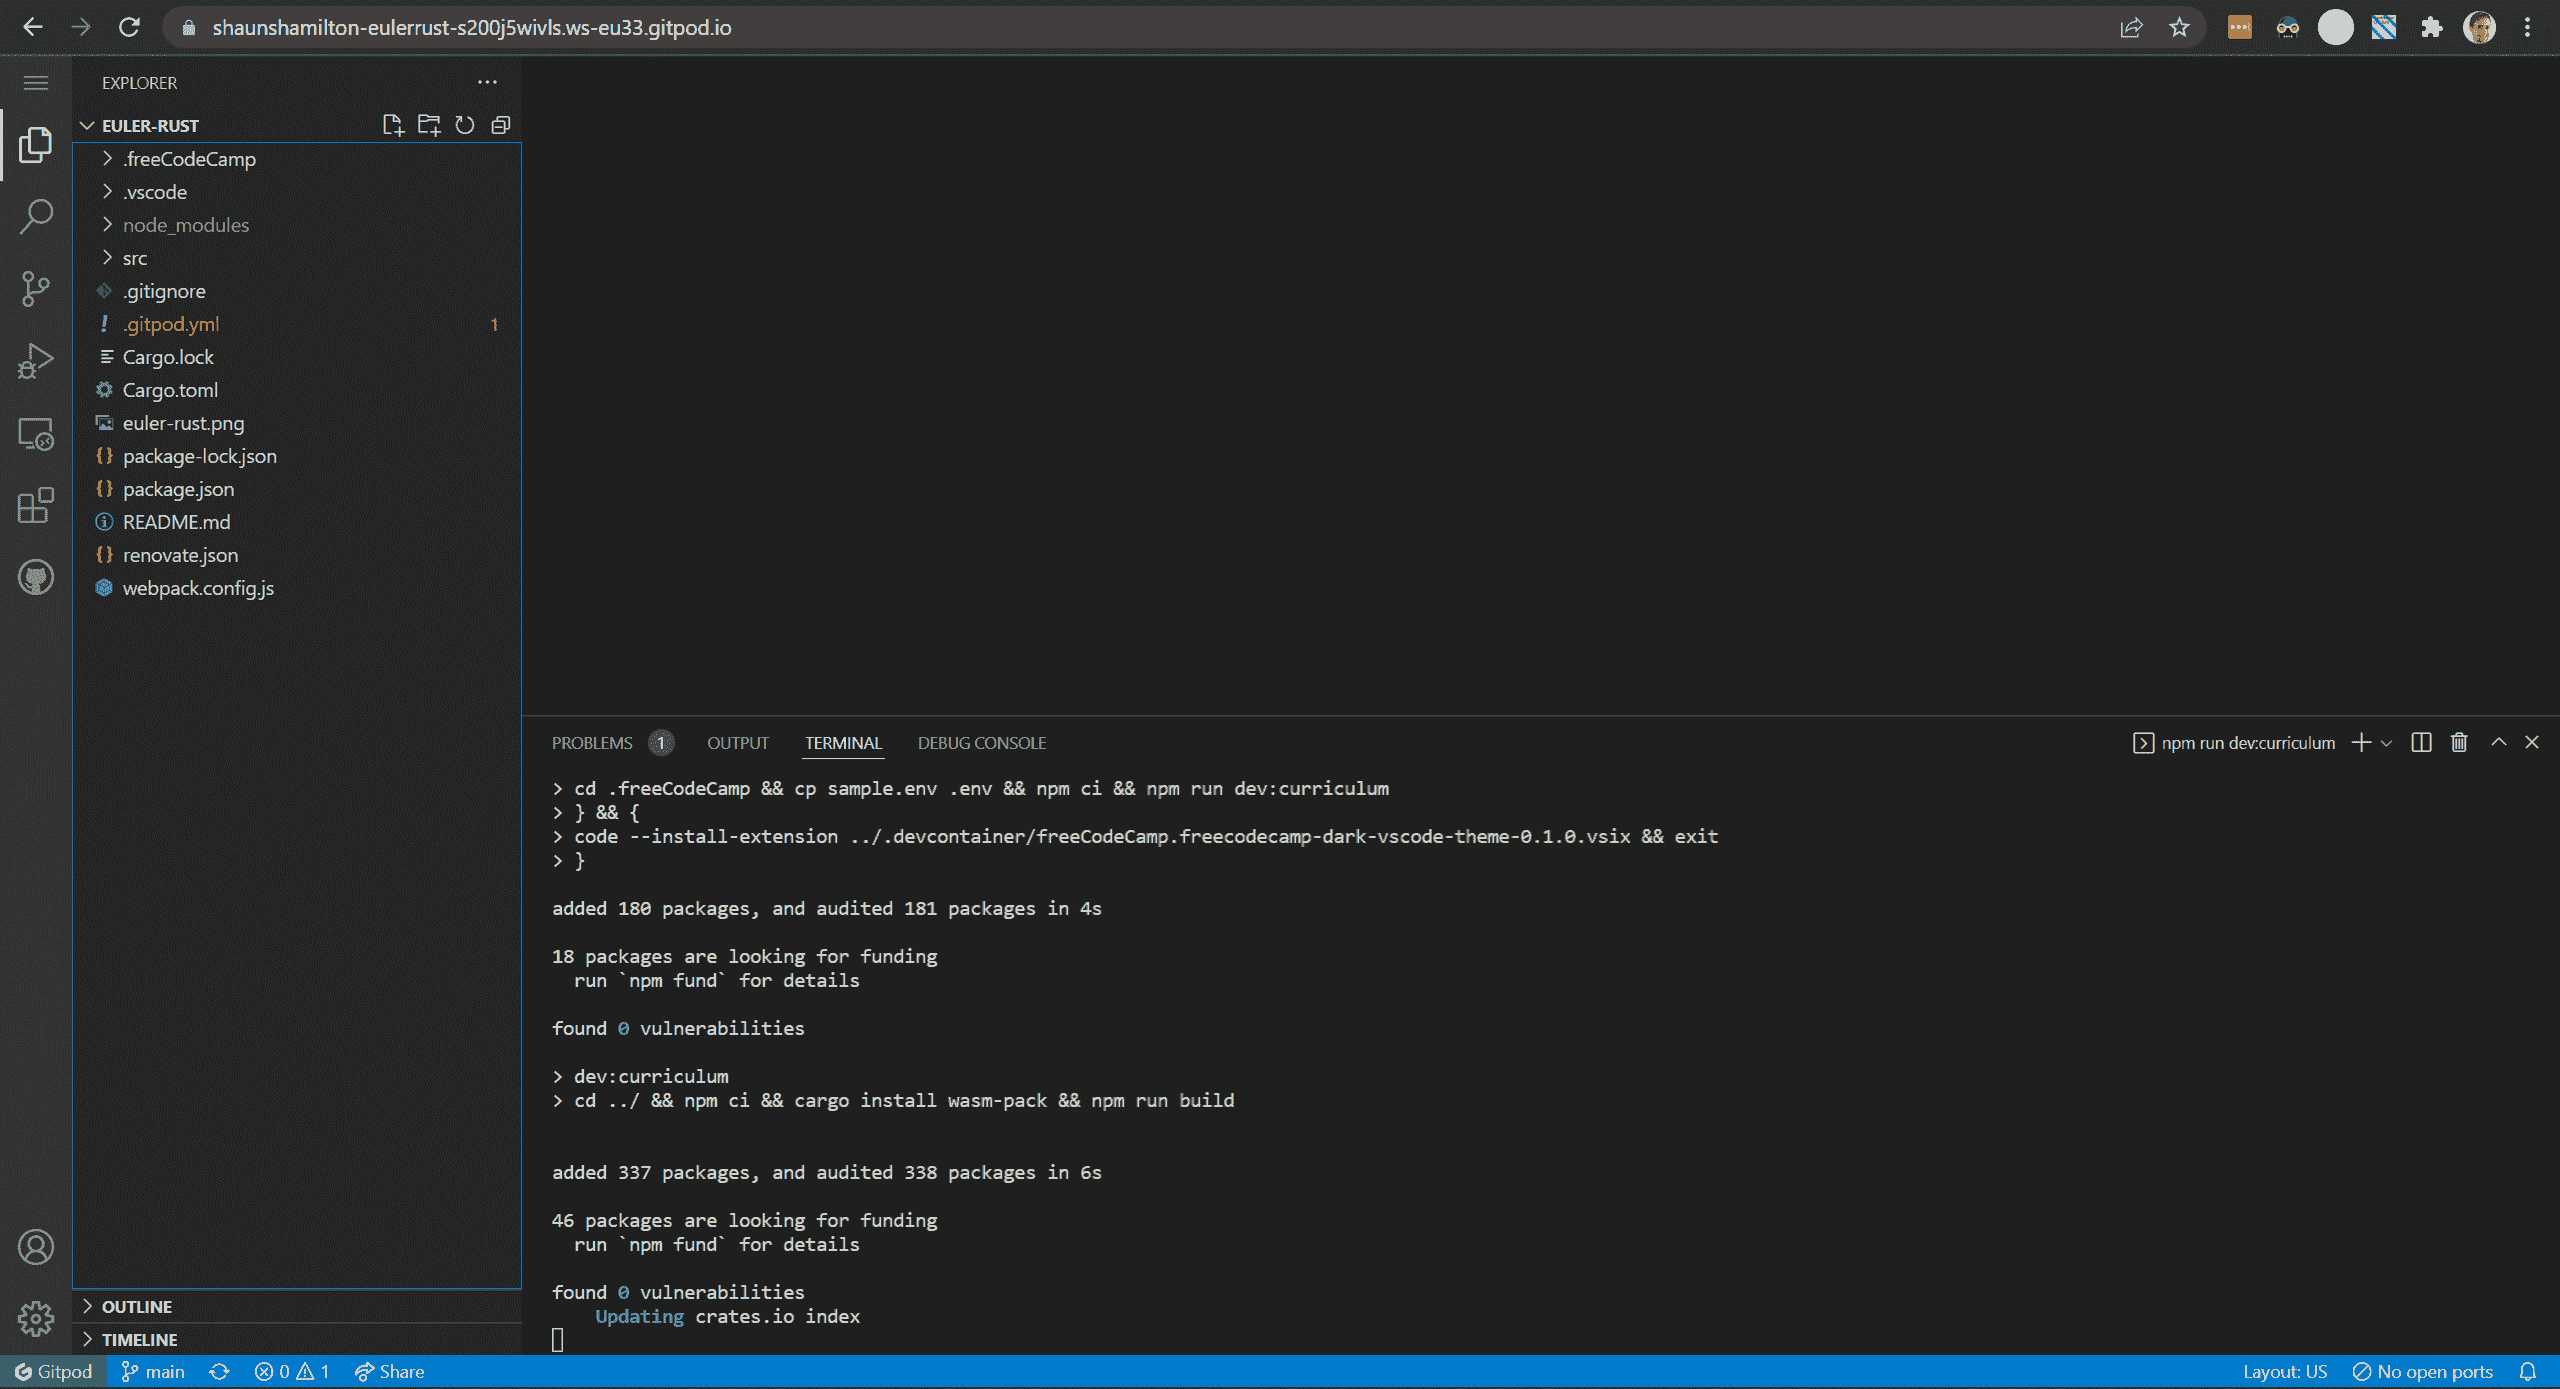 shaunshamilton-eulerrust-s200j5wivls.ws-eu33.gitpod.io
EXPLORER
EULER-RUST
.freeCodeCamp
.vscode
node_modules
src
.gitignore
.gitpod.yml 1
Cargo.lock
Cargo.toml
euler-rust.png
package-lock.json
package.json
README.md
renovate.json
webpack.config.js
OUTLINE
TIMELINE
PROBLEMS 1 OUTPUT TERMINAL DEBUG CONSOLE
npm run dev:curriculum
> cd .freeCodeCamp && cp sample.env .env && npm ci && npm run dev:curriculum
> } && {
> code --install-extension ../.devcontainer/freeCodeCamp.freecodecamp-dark-vscode-theme-0.1.0.vsix && exit
> }
added 180 packages, and audited 181 packages in 4s
18 packages are looking for funding
run `npm fund` for details
found 0 vulnerabilities
> dev:curriculum
> cd ../ && npm ci && cargo install wasm-pack && npm run build
added 337 packages, and audited 338 packages in 6s
46 packages are looking for funding
run `npm fund` for details
found 0 vulnerabilities
Updating crates.io index
Gitpod main 0 1 Share
Layout: US No open ports